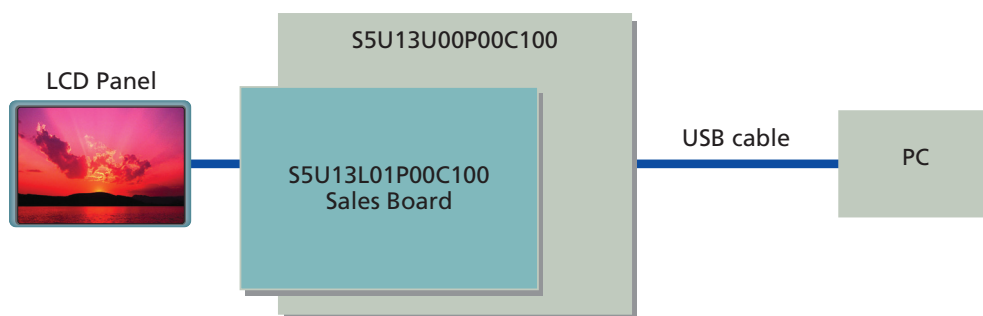 S5U13U00P00C100
LCD Panel
S5U13L01P00C100
Sales Board
USB cable
PC